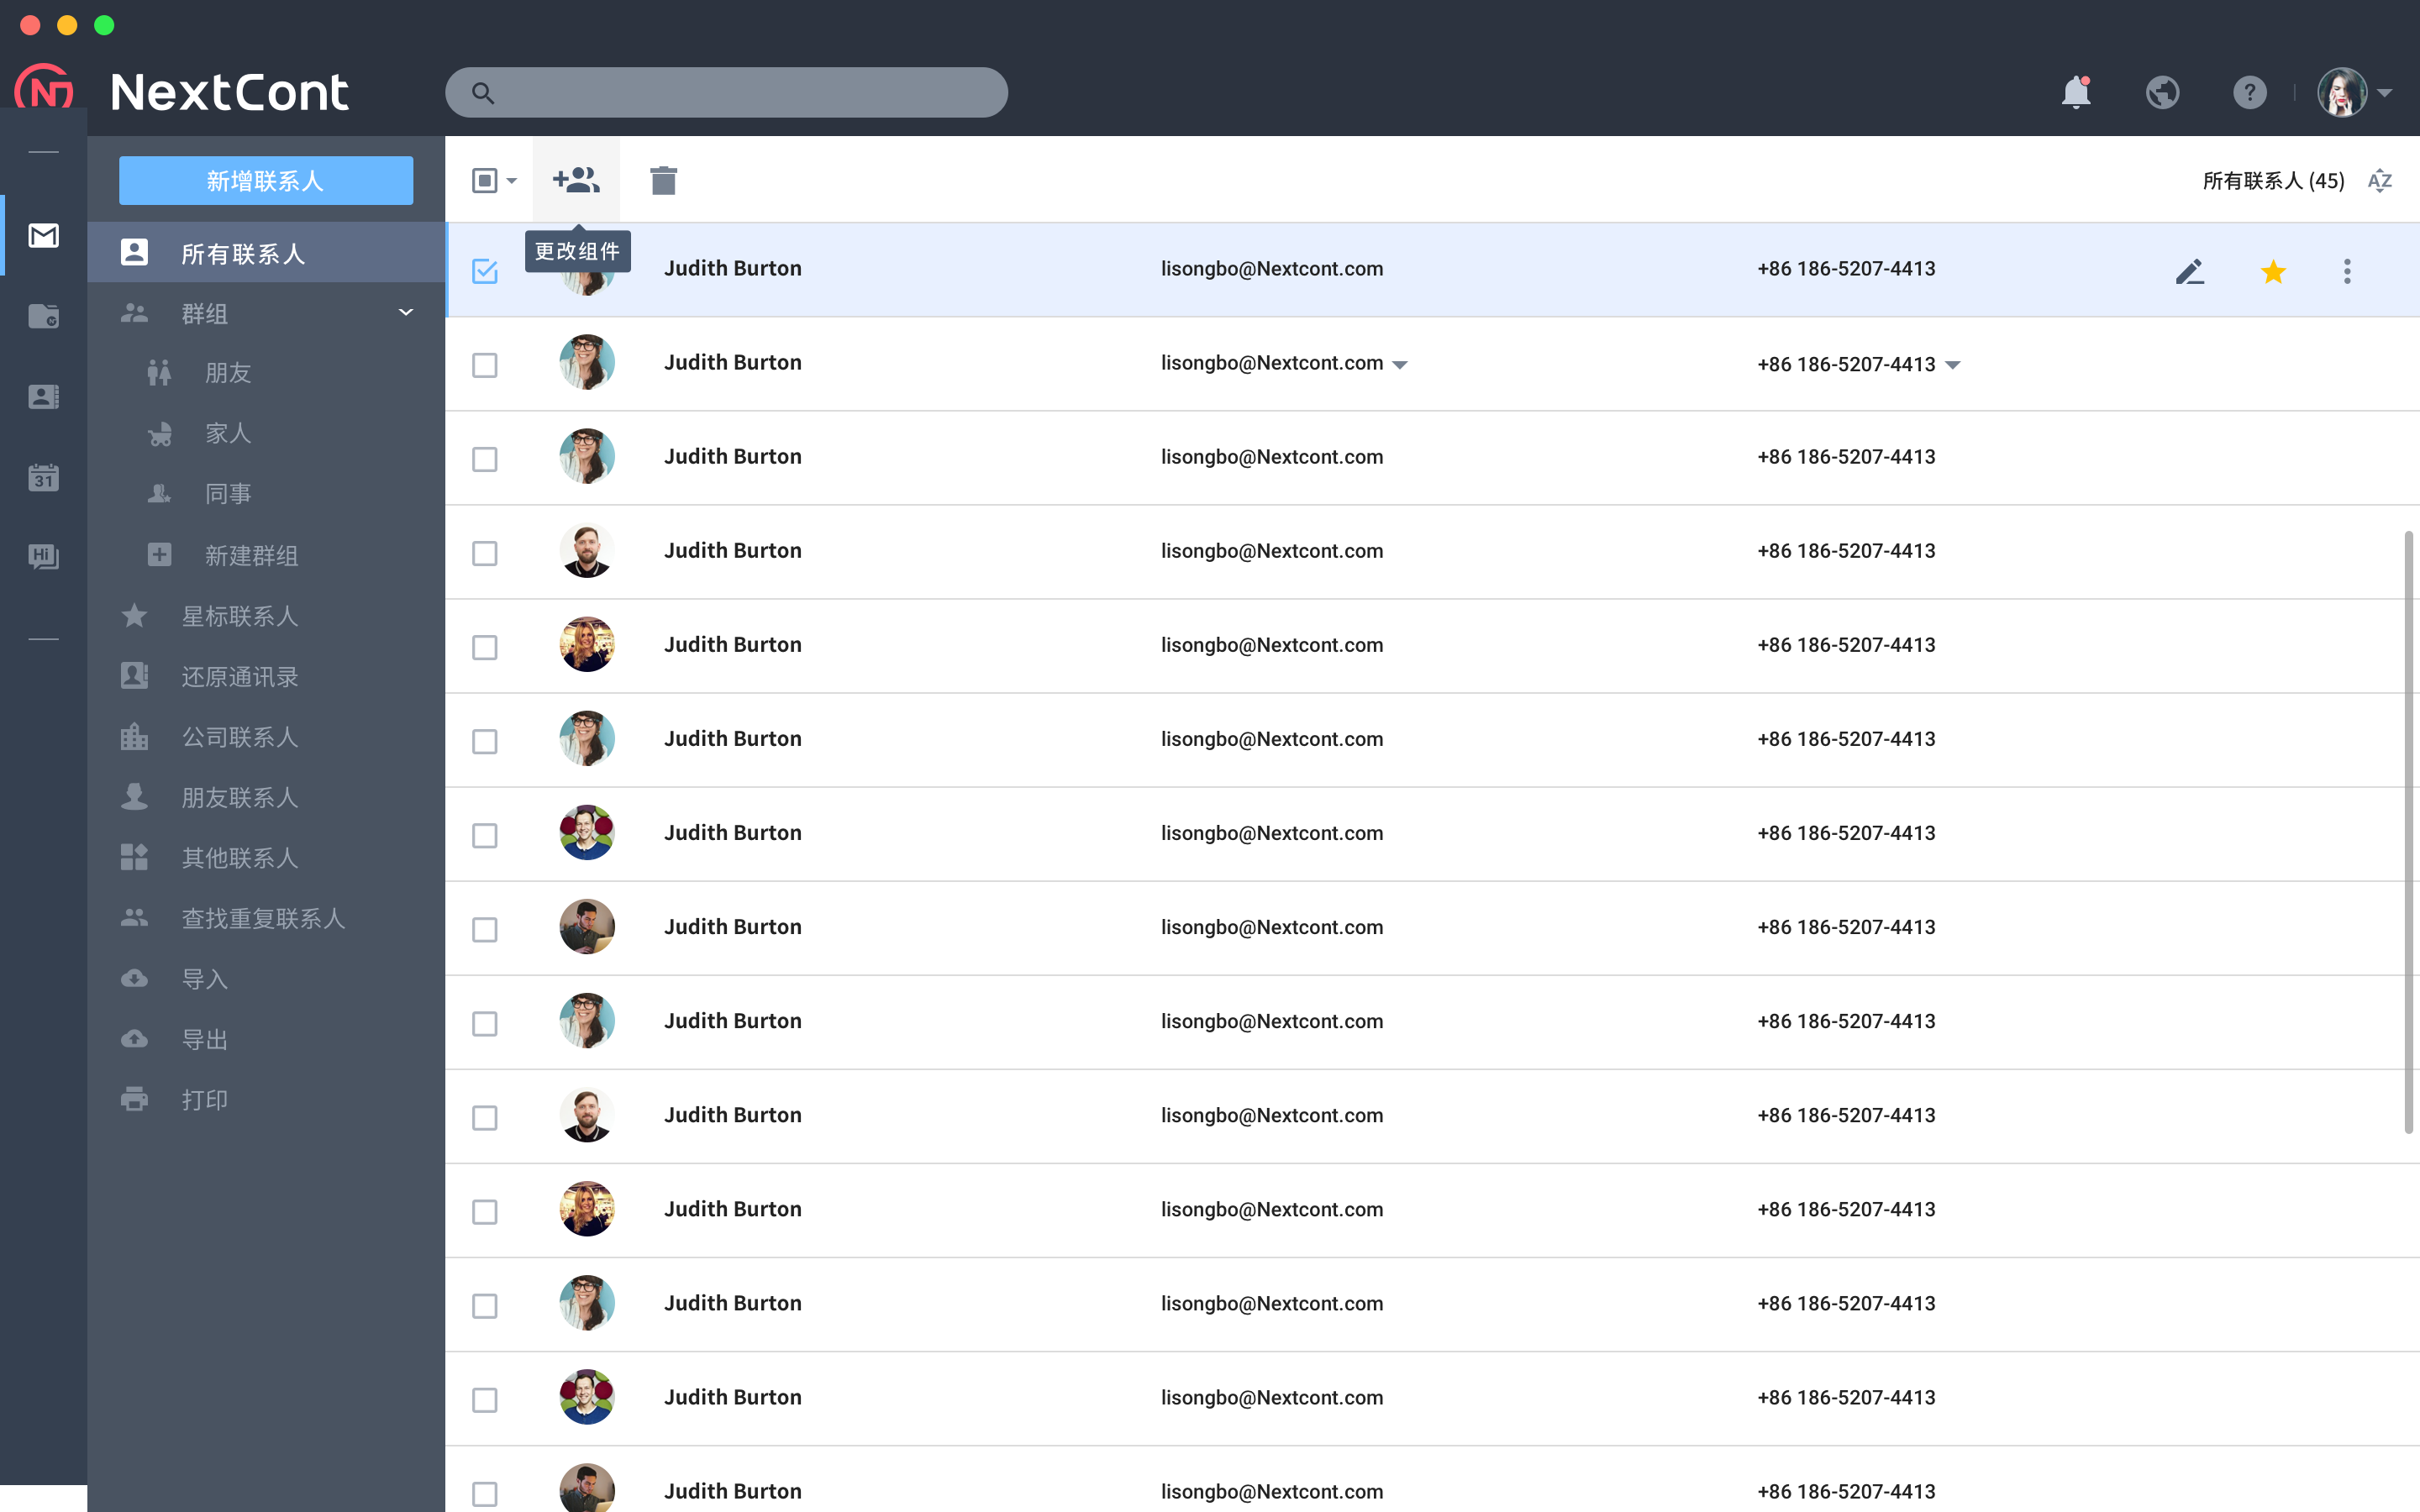 NextCont
新增联系人
所有联系人 (45)
AZ
所有联系人
群组
朋友
家人
同事
新建群组
星标联系人
还原通讯录
公司联系人
朋友联系人
其他联系人
查找重复联系人
导入
导出
打印
31
Hi
?
更改组件
Judith Burton lisongbo@Nextcont.com +86 186-5207-4413
Judith Burton lisongbo@Nextcont.com +86 186-5207-4413
Judith Burton lisongbo@Nextcont.com +86 186-5207-4413
Judith Burton lisongbo@Nextcont.com +86 186-5207-4413
Judith Burton lisongbo@Nextcont.com +86 186-5207-4413
Judith Burton lisongbo@Nextcont.com +86 186-5207-4413
Judith Burton lisongbo@Nextcont.com +86 186-5207-4413
Judith Burton lisongbo@Nextcont.com +86 186-5207-4413
Judith Burton lisongbo@Nextcont.com +86 186-5207-4413
Judith Burton lisongbo@Nextcont.com +86 186-5207-4413
Judith Burton lisongbo@Nextcont.com +86 186-5207-4413
Judith Burton lisongbo@Nextcont.com +86 186-5207-4413
Judith Burton lisongbo@Nextcont.com +86 186-5207-4413
Judith Burton lisongbo@Nextcont.com +86 186-5207-4413